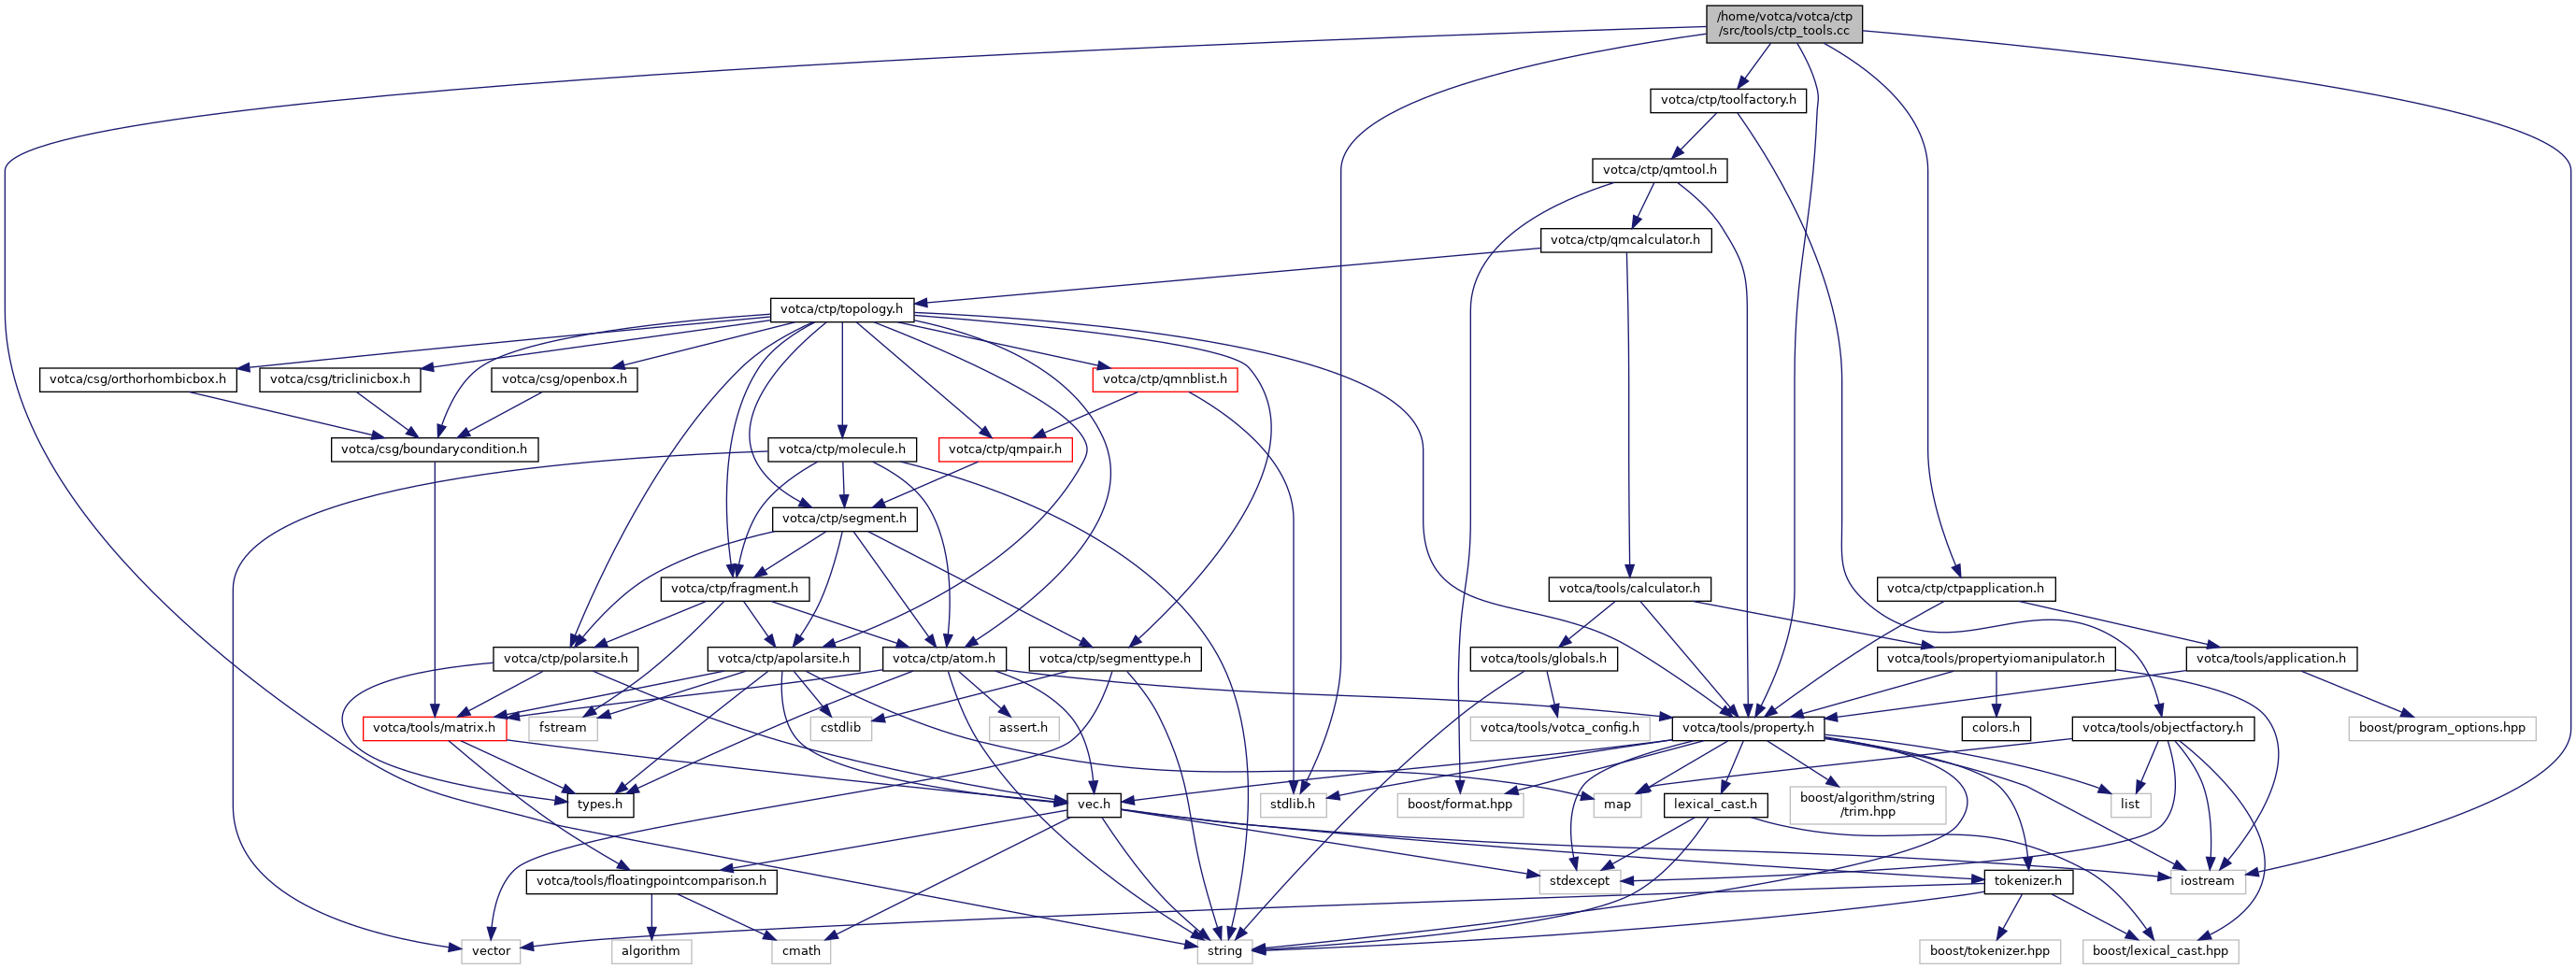 /home/votca/votca/ctp
/src/tools/ctp_tools.cc
votca/ctp/toolfactory.h
votca/ctp/qmtool.h
votca/ctp/qmcalculator.h
votca/ctp/topology.h
votca/csg/orthorhombicbox.h
votca/csg/triclinicbox.h
votca/csg/openbox.h
votca/ctp/qmnblist.h
votca/csg/boundarycondition.h
votca/ctp/molecule.h
votca/ctp/qmpair.h
votca/ctp/segment.h
votca/ctp/fragment.h
votca/tools/calculator.h
votca/ctp/ctpapplication.h
votca/ctp/polarsite.h
votca/ctp/apolarsite.h
votca/ctp/atom.h
votca/ctp/segmenttype.h
votca/tools/globals.h
votca/tools/propertyiomanipulator.h
votca/tools/application.h
votca/tools/matrix.h
fstream
cstdlib
assert.h
votca/tools/votca_config.h
votca/tools/property.h
colors.h
votca/tools/objectfactory.h
boost/program_options.hpp
types.h
vec.h
stdlib.h
boost/format.hpp
map
lexical_cast.h
boost/algorithm/string
/trim.hpp
list
votca/tools/floatingpointcomparison.h
stdexcept
tokenizer.h
iostream
vector
algorithm
cmath
string
boost/tokenizer.hpp
boost/lexical_cast.hpp